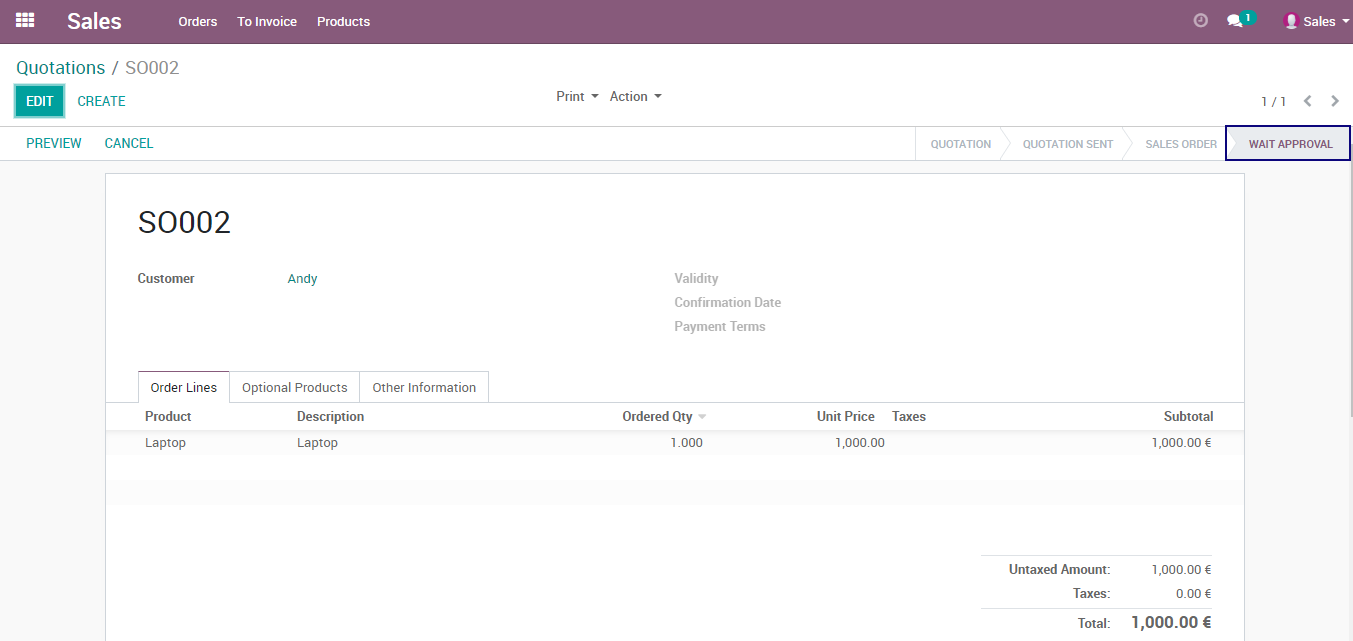 Sales Orders To Invoice Products 1 Sales
Quotations / SO002
EDIT CREATE Print Action 1 / 1
PREVIEW CANCEL QUOTATION QUOTATION SENT SALES ORDER WAIT APPROVAL
SO002
Customer Andy Validity
Confirmation Date
Payment Terms
Order Lines Optional Products Other Information
Product Description Ordered Qty Unit Price Taxes Subtotal
Laptop Laptop 1.000 1,000.00 1,000.00 €
Untaxed Amount: 1,000.00 €
Taxes: 0.00 €
Total: 1,000.00 €